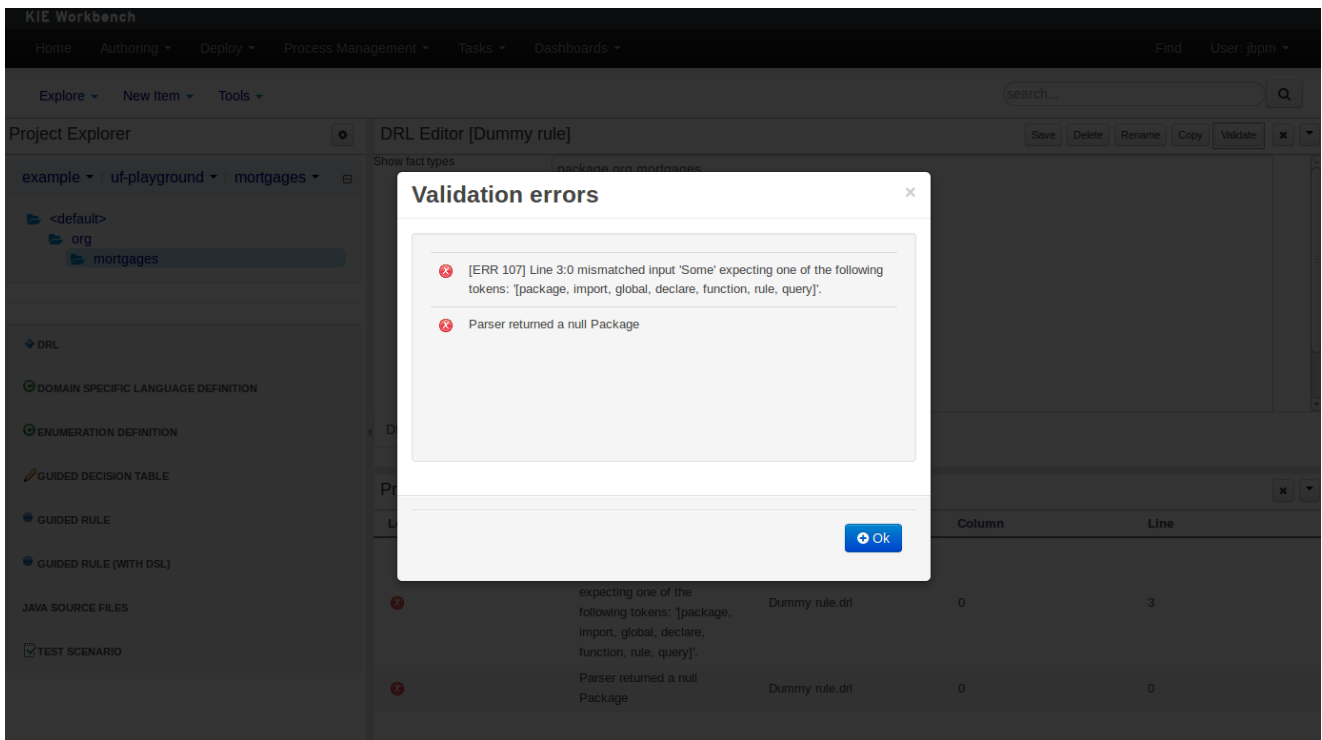 KIE Workbench
Home Authoring Deploy Process Management Tasks Dashboards Find User: jbpm
Explore New Item Tools search...
Project Explorer
DRL Editor [Dummy rule] Save Delete Rename Copy Validate
Show fact types
package org.mortgages
example / uf-playground / mortgages
<default>
org
mortgages
DRL
DOMAIN SPECIFIC LANGUAGE DEFINITION
ENUMERATION DEFINITION
GUIDED DECISION TABLE
GUIDED RULE
GUIDED RULE (WITH DSL)
JAVA SOURCE FILES
TEST SCENARIO
Validation errors
[ERR 107] Line 3:0 mismatched input 'Some' expecting one of the following
tokens: '[package, import, global, declare, function, rule, query]'.
Parser returned a null Package
Ok
Column Line
expecting one of the
following tokens: '[package,
import, global, declare,
function, rule, query]'.
Dummy rule.drl 0 3
Parser returned a null
Package
Dummy rule.drl 0 0